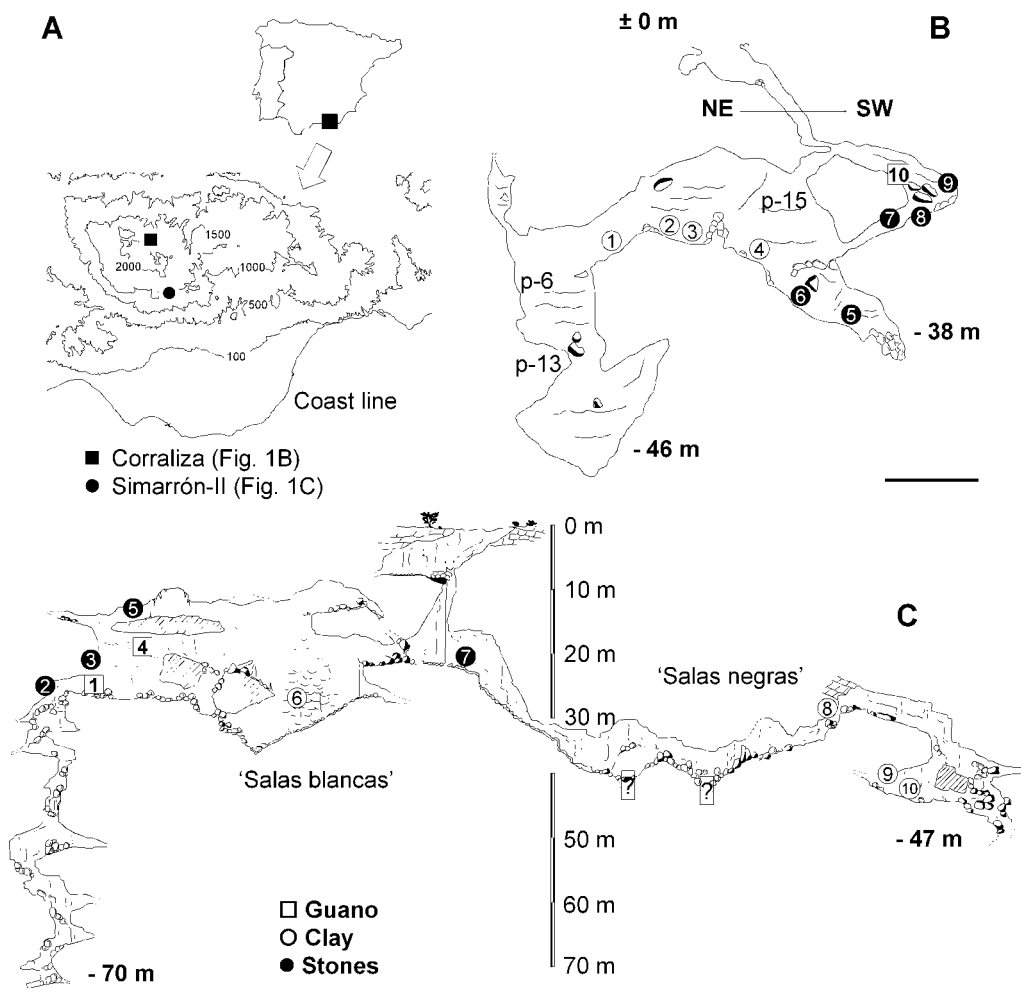 A
1500
2000
1000
500
100
Coast line
■ Corraliza (Fig. 1B)
● Simarrón-II (Fig. 1C)
± 0 m
B
NE
SW
10
9
p-15
7
8
2
3
1
4
p-6
6
5
- 38 m
p-13
- 46 m
0 m
10 m
5
C
4
3
20 m
7
'Salas negras'
2
1
6
8
30 m
'Salas blancas'
?
?
9
10
50 m
- 47 m
60 m
□ Guano
○ Clay
● Stones
- 70 m
70 m